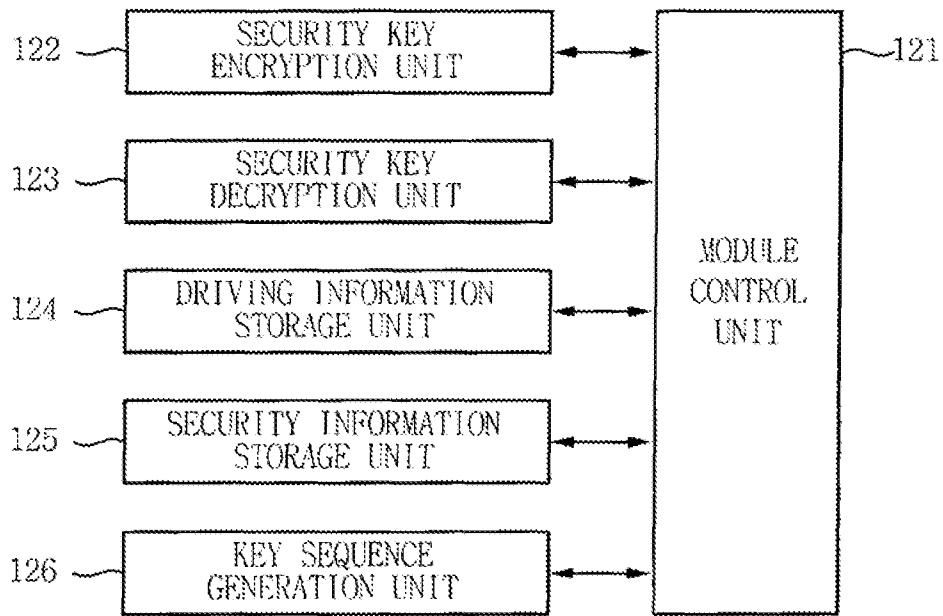 122
SECURITY KEY
ENCRYPTION UNIT
121
123
SECURITY KEY
DECRYPTION UNIT
124
DRIVING INFORMATION
STORAGE UNIT
MODULE
CONTROL
UNIT
125
SECURITY INFORMATION
STORAGE UNIT
126
KEY SEQUENCE
GENERATION UNIT